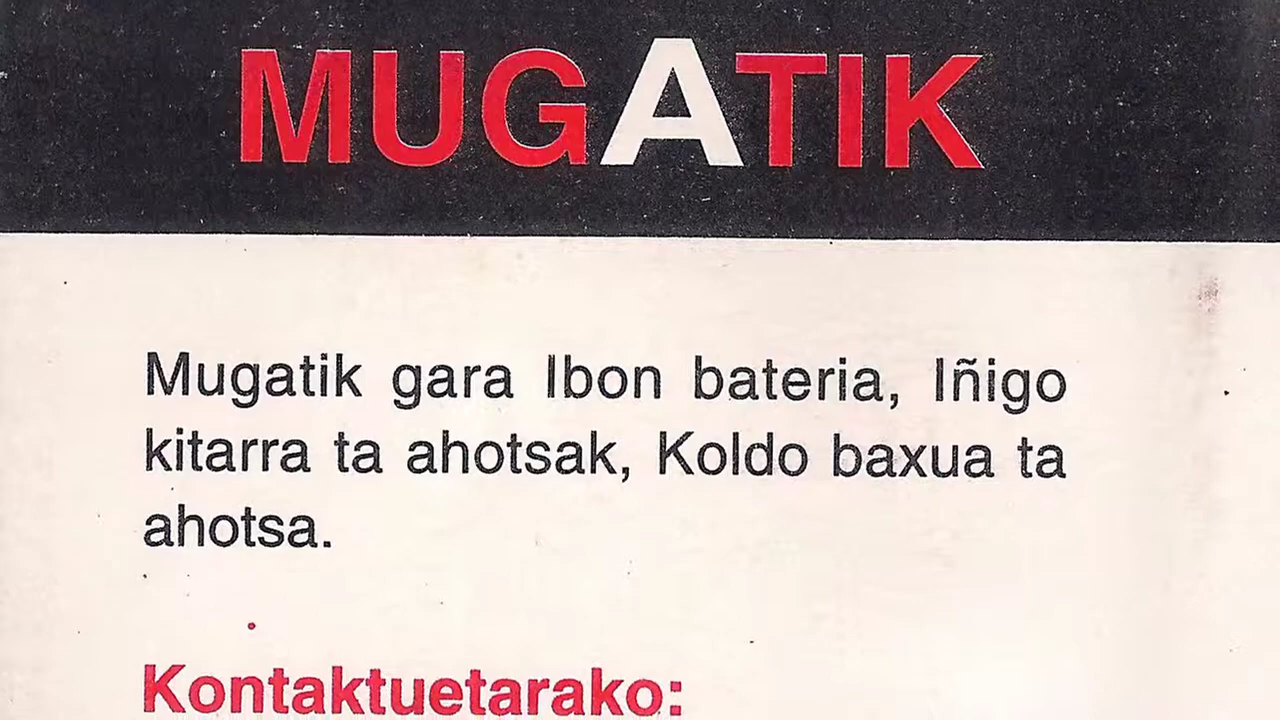 MUGATIK
Mugatik gara Ibon bateria, Iñigo
kitarra ta ahotsak, Koldo baxua ta
ahotsa.
Kontaktuetarako: